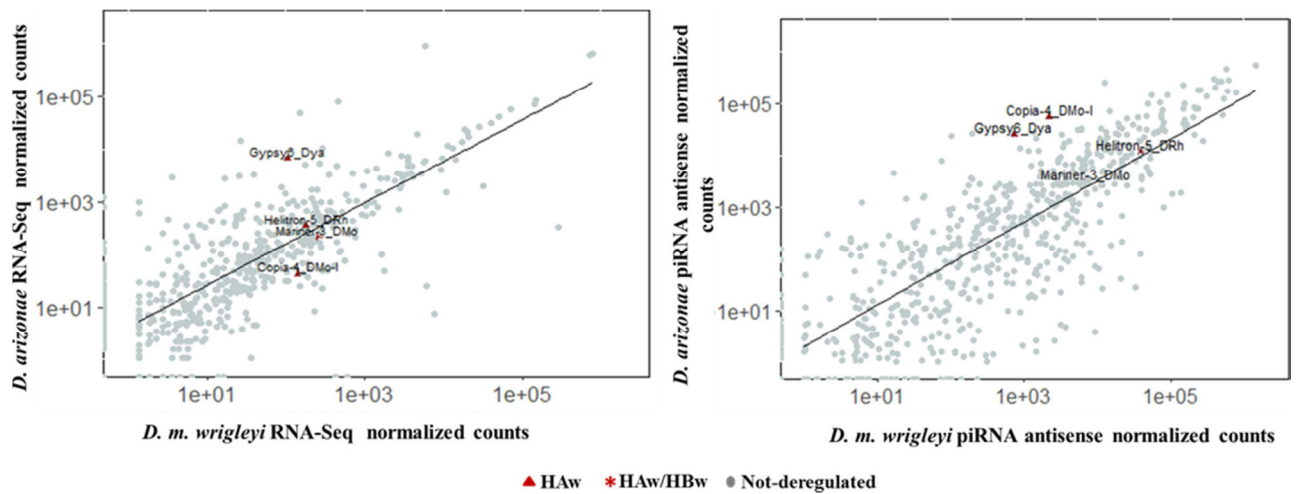 D. arizonae RNA-Seq normalized counts
1e+05
1e+03
1e+01
Gypsy6_Dya
Helitron-5_DRh
Mariner-3_DMo
Copia-4_DMo-I
1e+01 1e+03 1e+05
D. m. wrigleyi RNA-Seq normalized counts
D. arizonae piRNA antisense normalized
counts
1e+05
1e+03
1e+01
Copia-4_DMo-I
Gypsy6_Dya
Helitron-5_DRh
Mariner-3_DMo
1e+01 1e+03 1e+05
D. m. wrigleyi piRNA antisense normalized counts
HAw HAw/HBw Not-deregulated